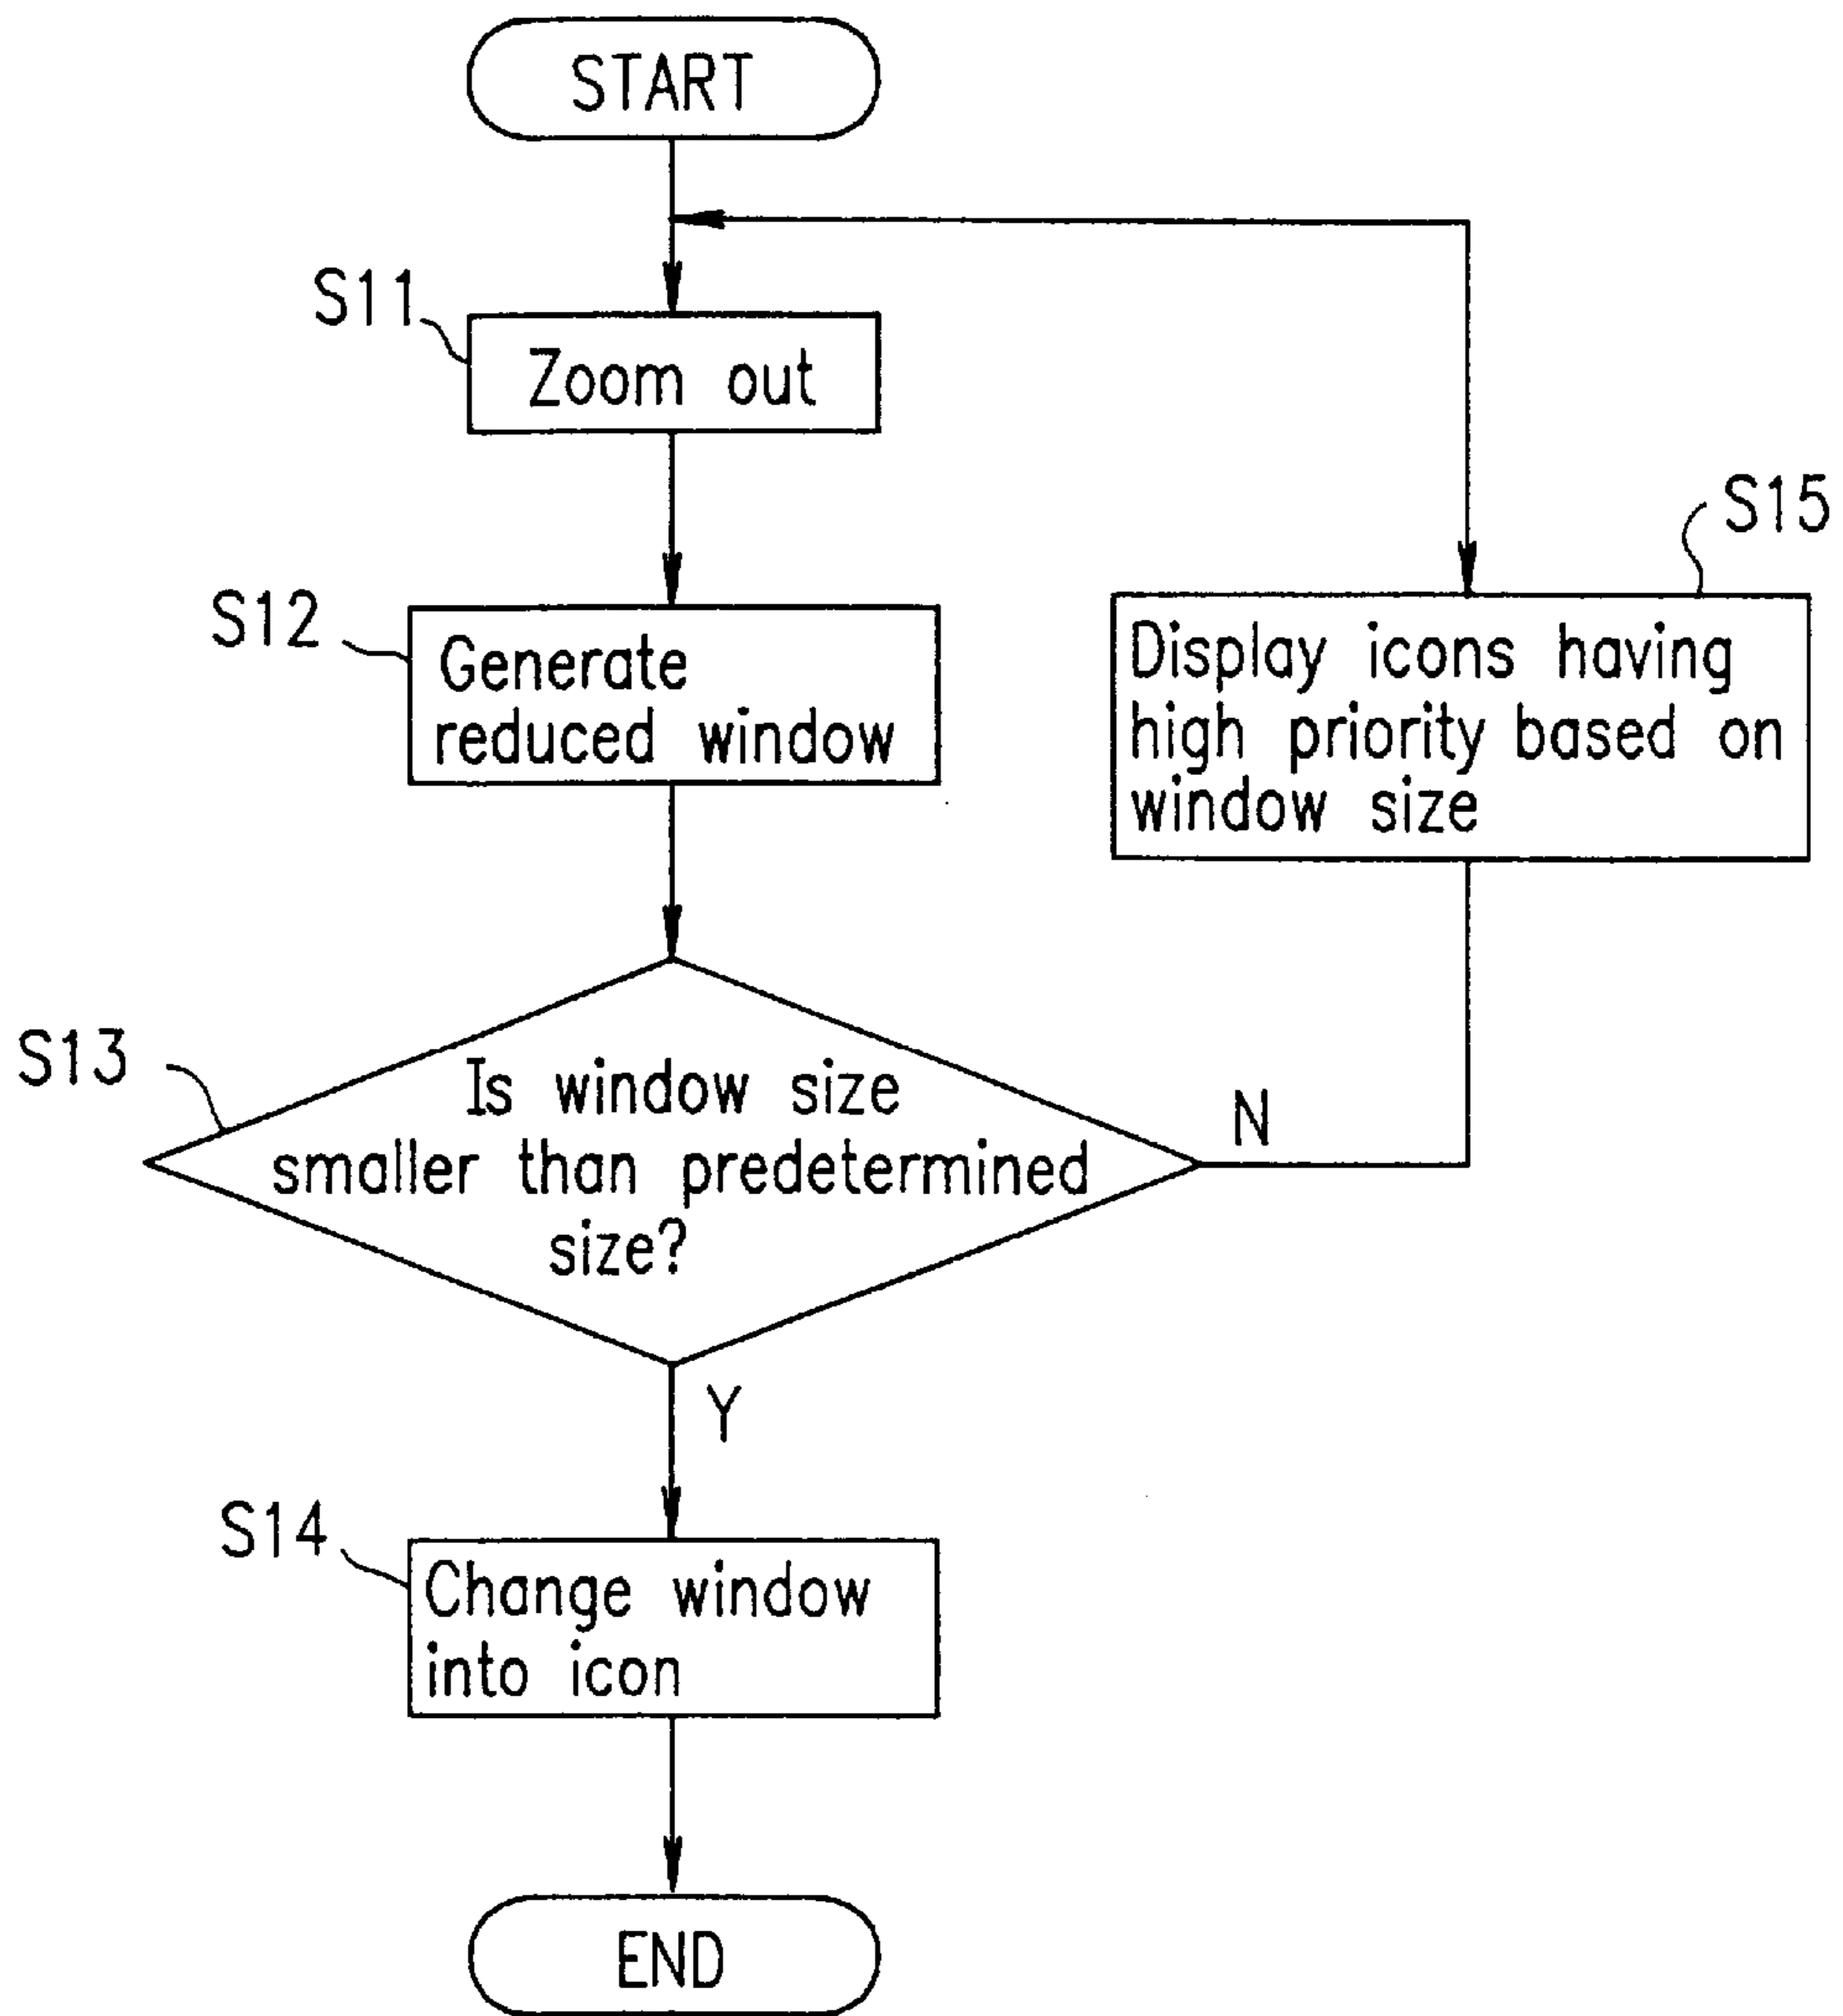 START
S11
Zoom out
S15
S12
Generate
reduced window
Display icons having
high priority based on
window size
S13
Is window size
smaller than predetermined
size?
N
Y
S14
Change window
into icon
END